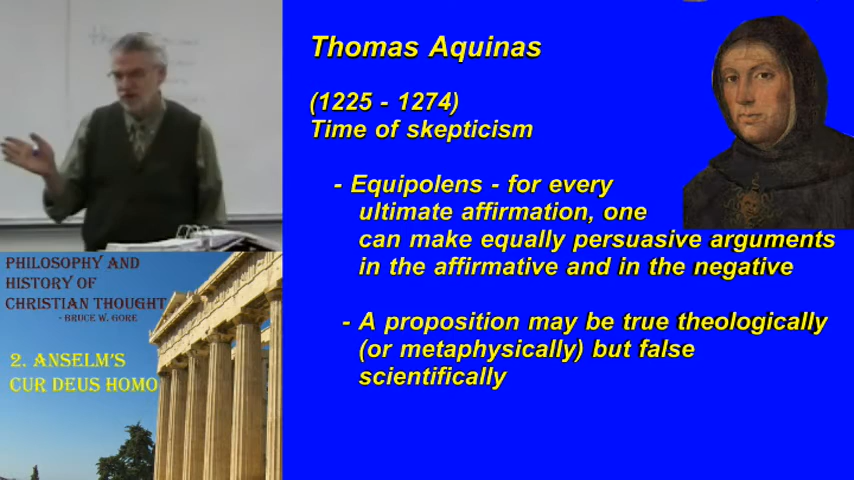 Thomas Aquinas
(1225 - 1274)
Time of skepticism
- Equipolens - for every
ultimate affirmation, one
can make equally persuasive arguments
in the affirmative and in the negative
- A proposition may be true theologically
(or metaphysically) but false
scientifically
PHILOSOPHY AND
HISTORY OF
CHRISTIAN THOUGHT
- BRUCE W. GORE
2. ANSELM'S
CUR DEUS HOMO